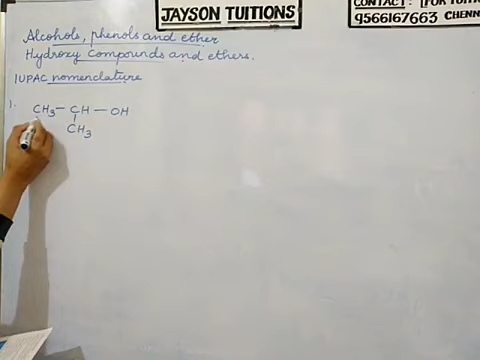 JAYSON TUITIONS
CONTACT: [FOR
9566167663 CHENN
Alcohols, phenols and ether
Hydroxy Compounds and ethers.
IUPAC nomenclature
1.
CH3 — CH — OH
|
CH3